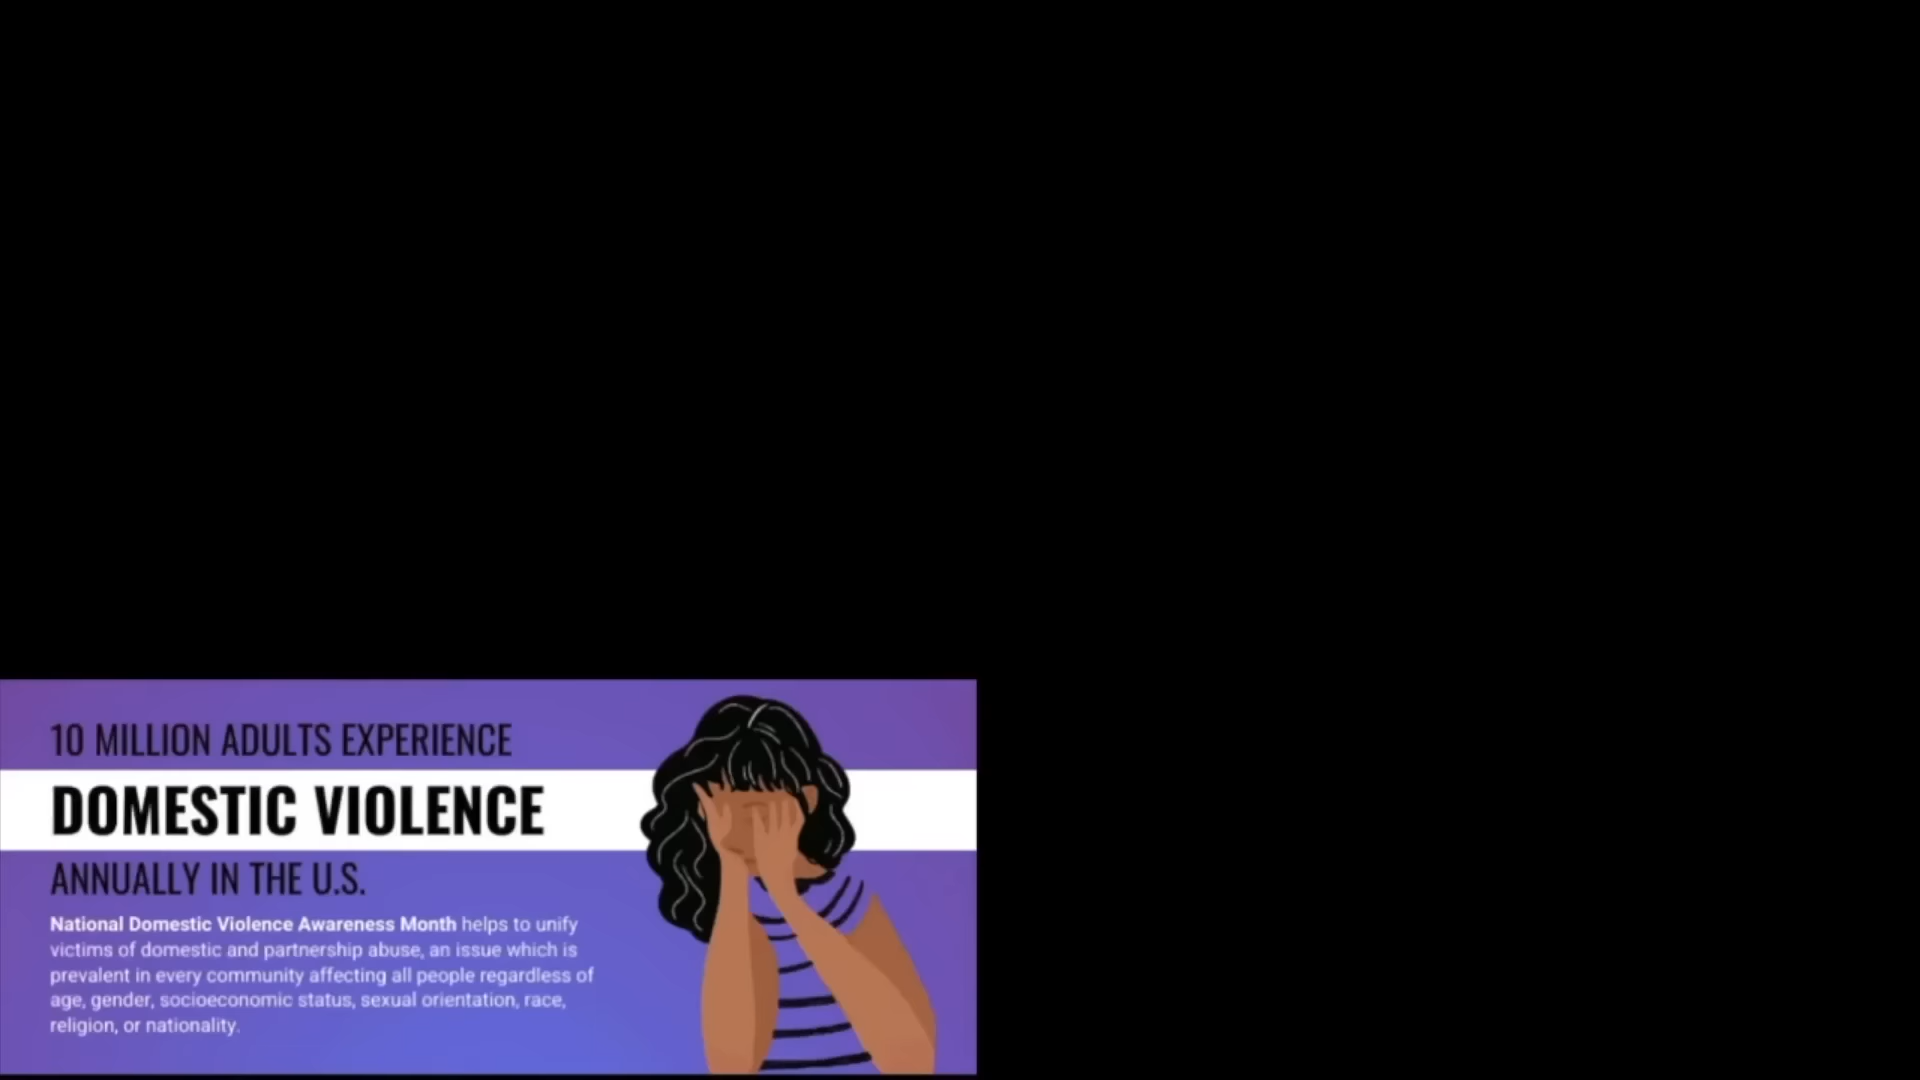 10 MILLION ADULTS EXPERIENCE
DOMESTIC VIOLENCE
ANNUALLY IN THE U.S.
National Domestic Violence Awareness Month helps to unify
victims of domestic and partnership abuse, an issue which is
prevalent in every community affecting all people regardless of
age, gender, socioeconomic status, sexual orientation, race,
religion, or nationality.